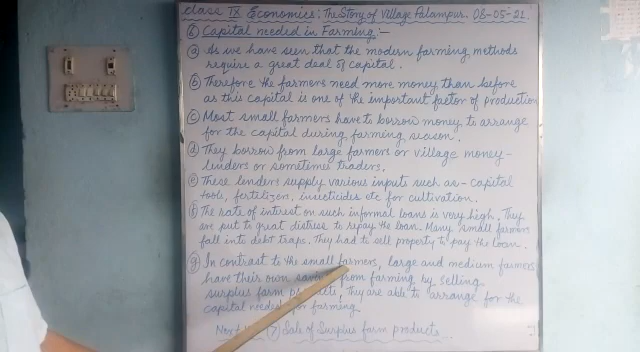 Class IX Economics: The Story of Village Palampur. 08-05-21.
⑥ Capital needed in Farming:-
ⓐ As we have seen that the modern farming methods
require a great deal of capital.
ⓑ Therefore the farmers need more money than before
as this capital is one of the important factor of production
ⓒ Most small farmers have to borrow money to arrange
for the capital during farming season.
ⓓ They borrow from large farmers or village money-
lenders or sometimes traders.
ⓔ These lenders supply various inputs such as - capital
tools, fertilizers, insecticides etc for cultivation.
ⓕ The rate of interest on such informal loans is very high. They
are put to great distress to repay the loan. Many small farmers
fall into debt traps. They had to sell property to pay the loan.
ⓖ In contrast to the small farmers, large and medium farmers
have their own from farming by selling
surplus farm they are able to arrange for the
capital needed for farming.
⑦ Sale of Surplus farm products